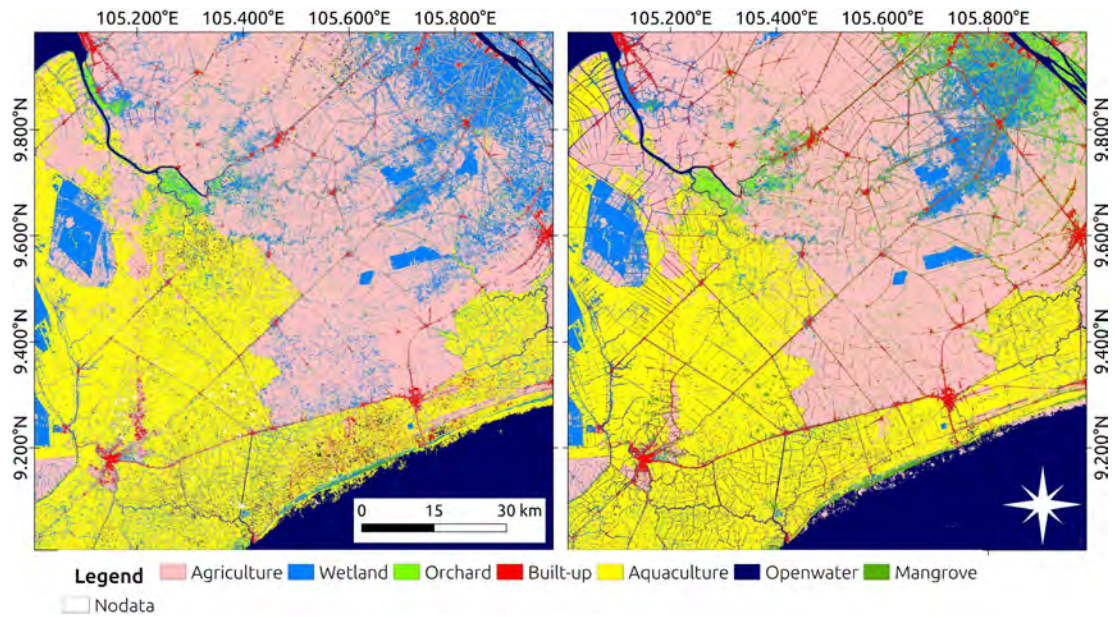 105.200°E 105.400°E 105.600°E 105.800°E 105.200°E 105.400°E 105.600°E 105.800°E
9.800°N 9.800°N
9.600°N 9.600°N
9.400°N 9.400°N
9.200°N 9.200°N
0 15 30 km
Legend Agriculture Wetland Orchard Built-up Aquaculture Openwater Mangrove
Nodata